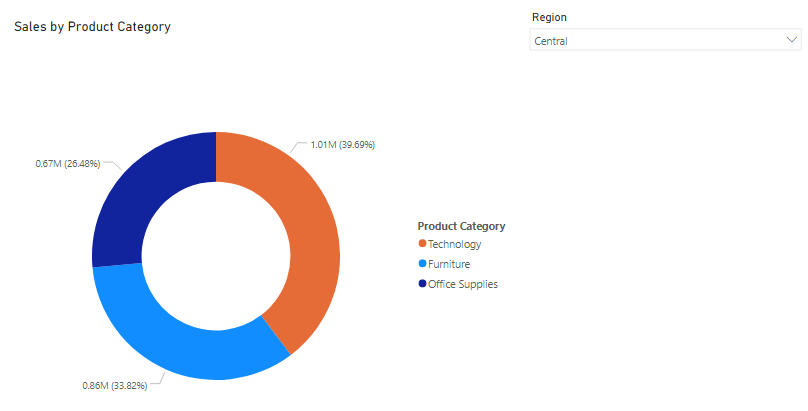 Sales by Product Category
Region
Central
1.01M (39.69%)
0.67M (26.48%)
0.86M (33.82%)
Product Category
Technology
Furniture
Office Supplies